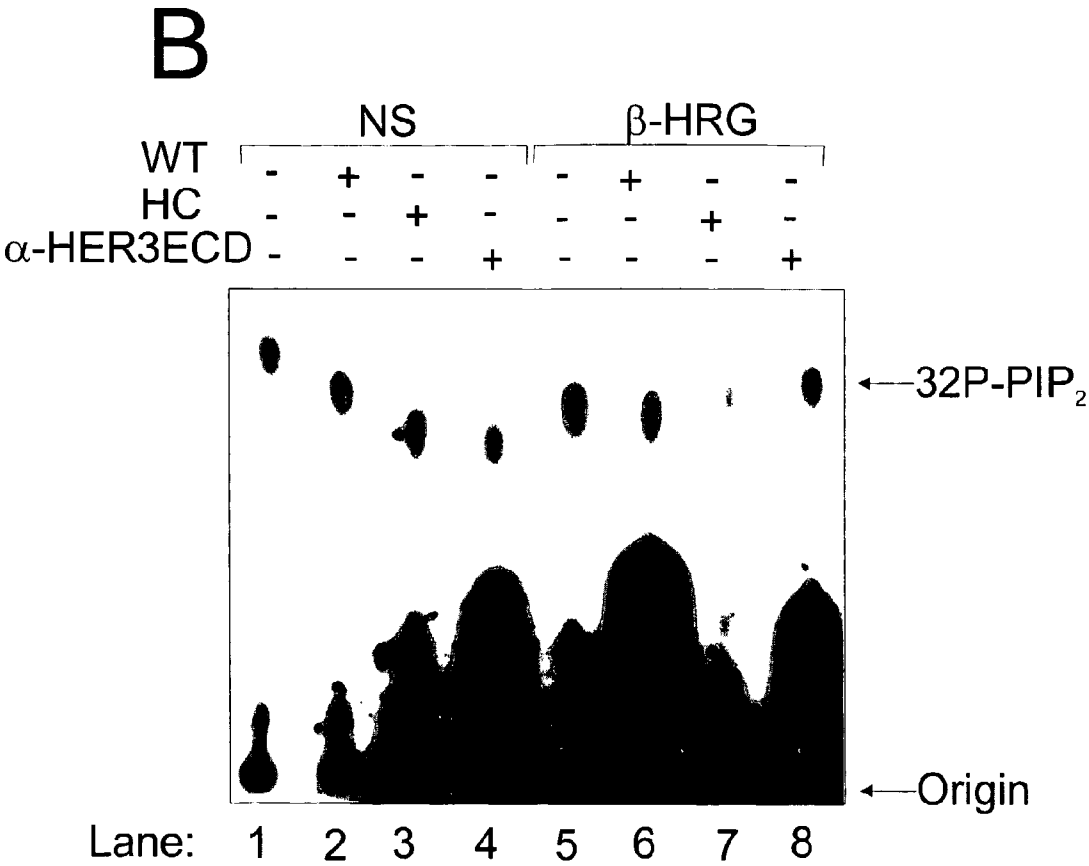 B
NS β-HRG
WT - + - - - + - -
HC - - + - - - + -
α-HER3ECD - - - + - - - +
32P-PIP₂
Origin
Lane: 1 2 3 4 5 6 7 8